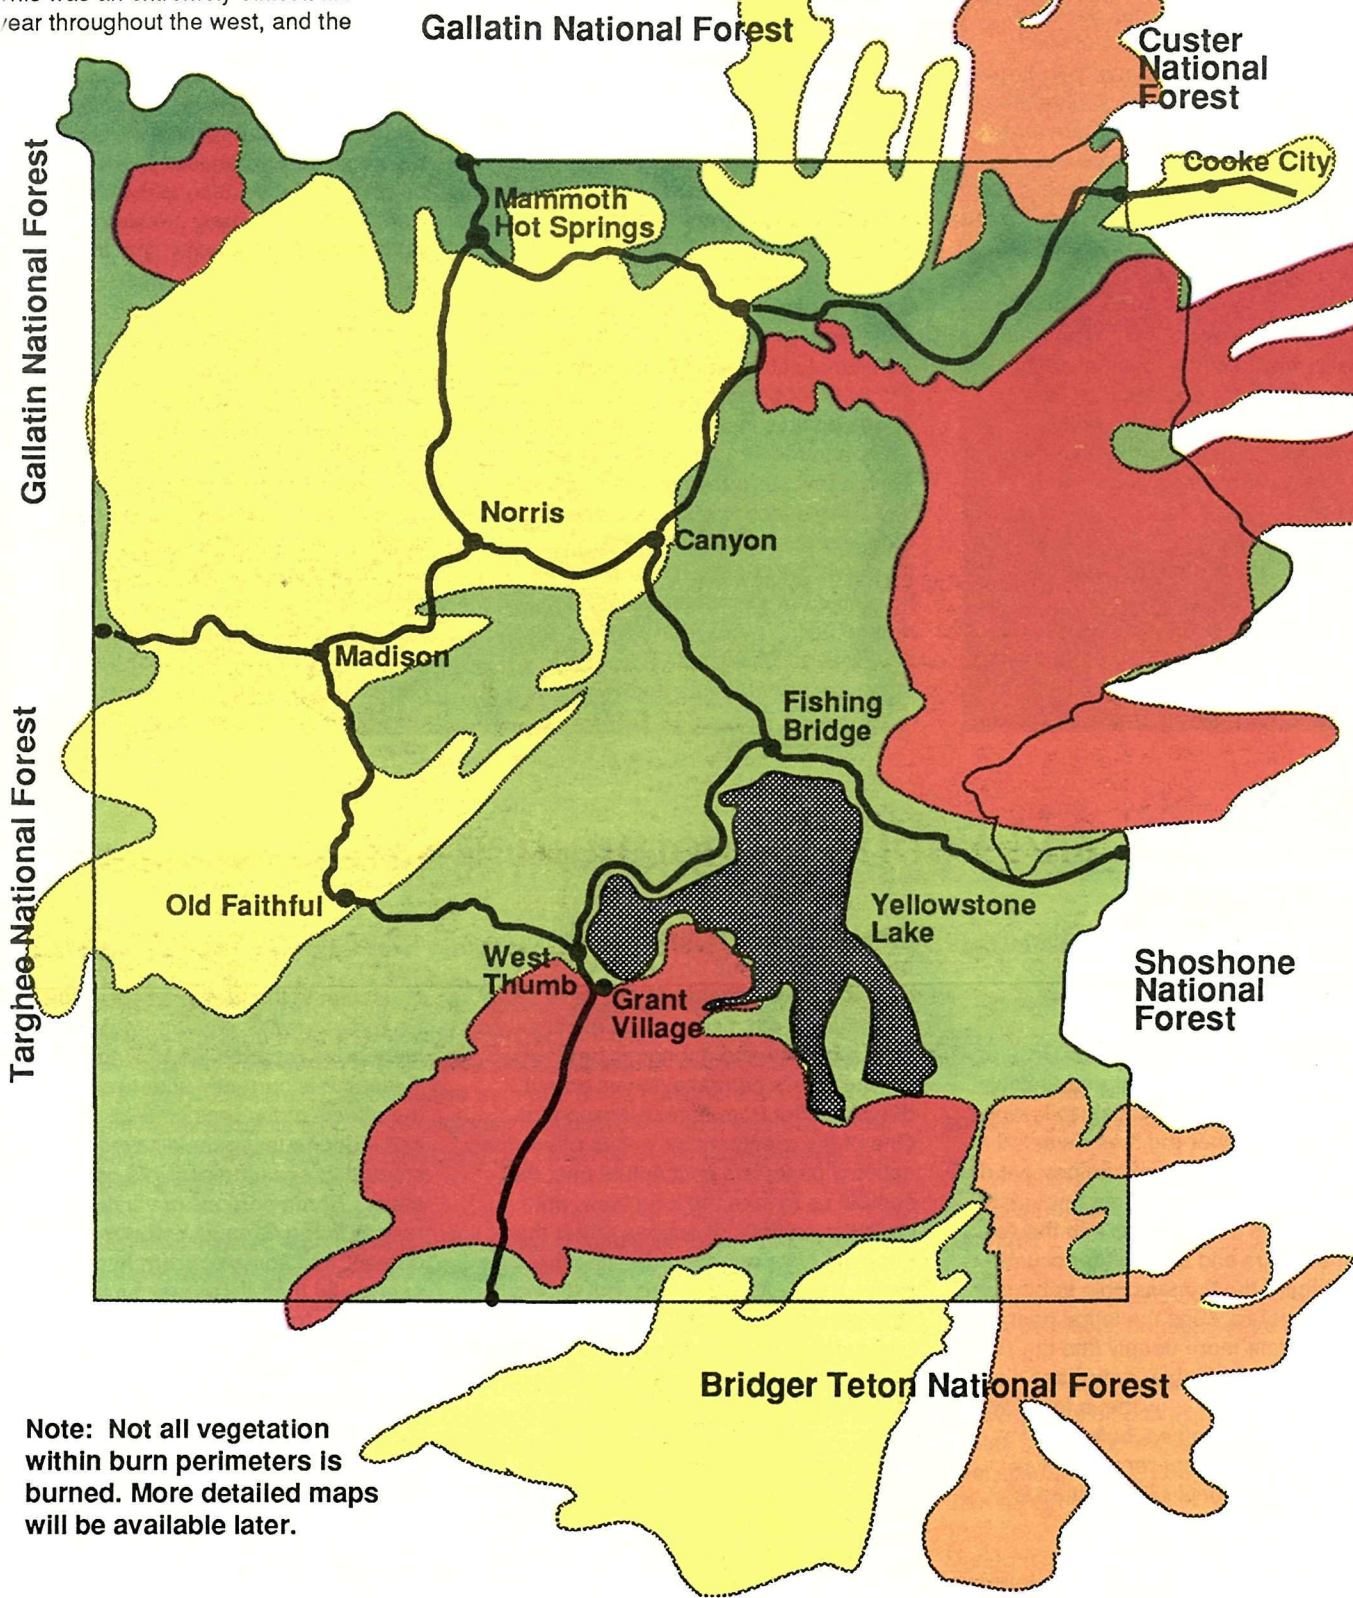 year throughout the west, and the
Gallatin National Forest
Custer
National
Forest
Cooke City
Gallatin National Forest
Mammoth
Hot Springs
Norris
Canyon
Madison
Fishing
Bridge
Targhee National Forest
Old Faithful
Yellowstone
Lake
West
Thumb
Grant
Village
Shoshone
National
Forest
Bridger Teton National Forest
Note: Not all vegetation
within burn perimeters is
burned. More detailed maps
will be available later.